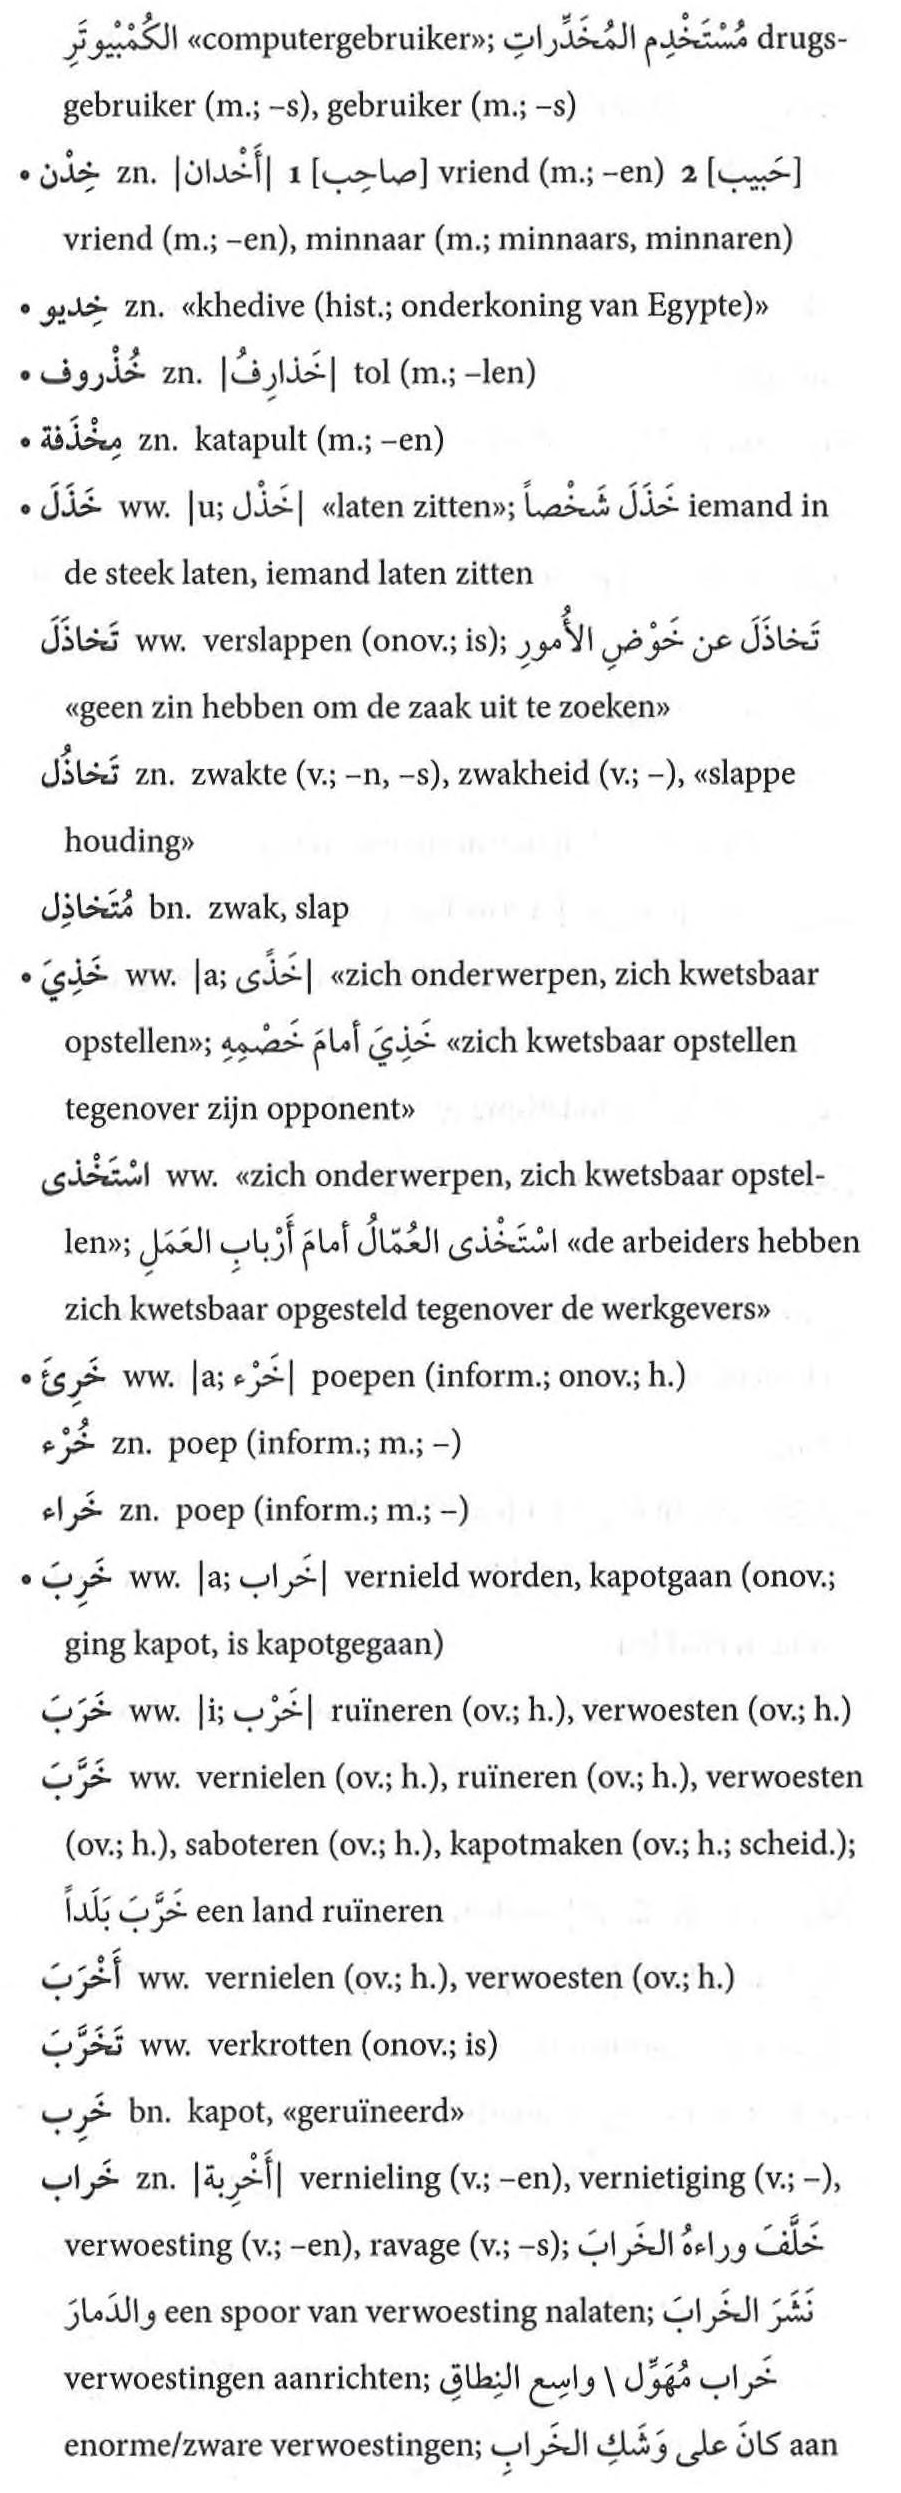 الكُمْبِيُوتَرِ «computergebruiker»; مُسْتَخْدِم المُخَدِّراتِ drugs-
gebruiker (m.; –s), gebruiker (m.; –s)
• خِدْن zn. |أَخْدان| 1 [صاحِب] vriend (m.; –en) 2 [حَبيب]
vriend (m.; –en), minnaar (m.; minnaars, minnaren)
• خِديو zn. «khedive (hist.; onderkoning van Egypte)»
• خُذْروف zn. |خَذارِفُ| tol (m.; –len)
• مِخْذَفة zn. katapult (m.; –en)
• خَذَلَ ww. |u; خَذْل| «laten zitten»; خَذَلَ شَخْصاً iemand in
de steek laten, iemand laten zitten
تَخاذَلَ ww. verslappen (onov.; is); تَخاذَلَ عن خَوْضِ الأُمورِ
«geen zin hebben om de zaak uit te zoeken»
تَخاذُل zn. zwakte (v.; –n, –s), zwakheid (v.; –), «slappe
houding»
مُتَخاذِل bn. zwak, slap
• خَذِيَ ww. |a; خَذًى| «zich onderwerpen, zich kwetsbaar
opstellen»; خَذِيَ أمامَ خَصْمِهِ «zich kwetsbaar opstellen
tegenover zijn opponent»
اسْتَخْذى ww. «zich onderwerpen, zich kwetsbaar opstel-
len»; اسْتَخْذى العُمّالُ أمامَ أَرْبابِ العَمَلِ «de arbeiders hebben
zich kwetsbaar opgesteld tegenover de werkgevers»
• خَرِئَ ww. |a; خَرْء| poepen (inform.; onov.; h.)
خُرْء zn. poep (inform.; m.; –)
خَراء zn. poep (inform.; m.; –)
• خَرِبَ ww. |a; خَراب| vernield worden, kapotgaan (onov.;
ging kapot, is kapotgegaan)
خَرَبَ ww. |i; خَرْب| ruïneren (ov.; h.), verwoesten (ov.; h.)
خَرَّبَ ww. vernielen (ov.; h.), ruïneren (ov.; h.), verwoesten
(ov.; h.), saboteren (ov.; h.), kapotmaken (ov.; h.; scheid.);
خَرَّبَ بَلَداً een land ruïneren
أَخْرَبَ ww. vernielen (ov.; h.), verwoesten (ov.; h.)
تَخَرَّبَ ww. verkrotten (onov.; is)
خَرِب bn. kapot, «geruïneerd»
خَراب zn. |أَخْرِبة| vernieling (v.; –en), vernietiging (v.; –),
verwoesting (v.; –en), ravage (v.; –s); خَلَّفَ وراءهُ الخَرابَ
والدَمارَ een spoor van verwoesting nalaten; نَشَرَ الخَرابَ
verwoestingen aanrichten; خَراب مُهَوِّل \ واسِع النِطاقِ
enorme/zware verwoestingen; كانَ على وَشَكِ الخَرابِ aan